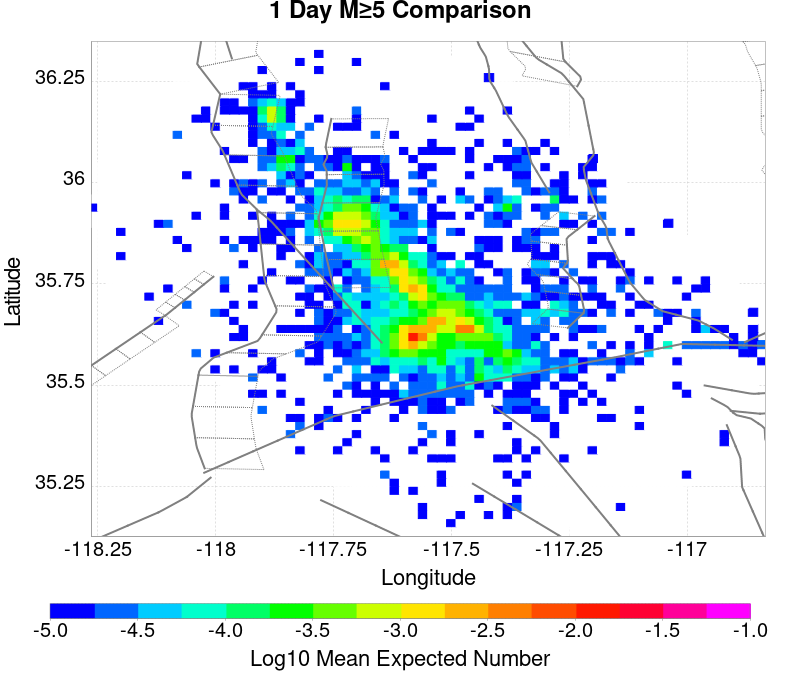 1 Day M≥5 Comparison
36.25
36
35.75
35.5
35.25
Latitude
-118.25 -118 -117.75 -117.5 -117.25 -117
Longitude
-5.0 -4.5 -4.0 -3.5 -3.0 -2.5 -2.0 -1.5 -1.0
Log10 Mean Expected Number